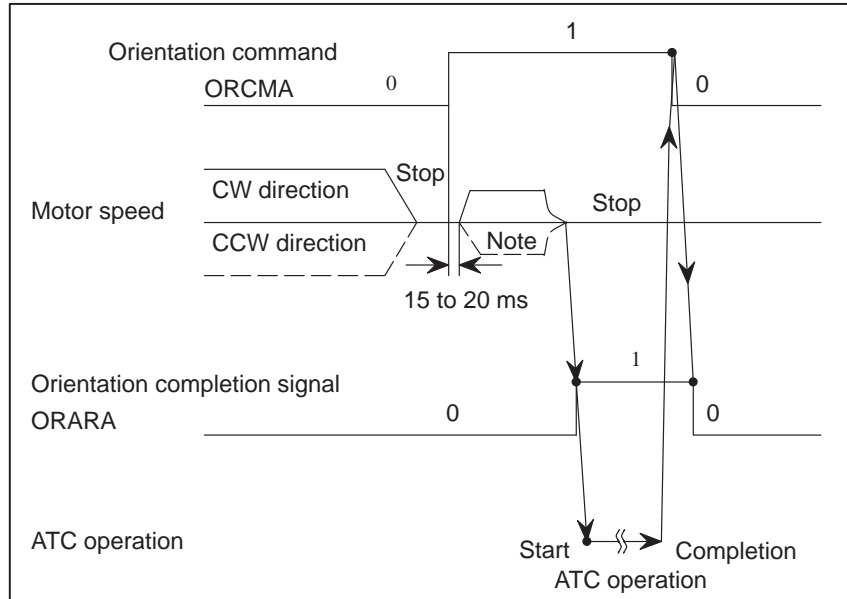 1
Orientation command
ORCMA 0 0
Stop
CW direction
Motor speed Stop
CCW direction Note
15 to 20 ms
1
Orientation completion signal
ORARA 0 0
ATC operation Start Completion
ATC operation